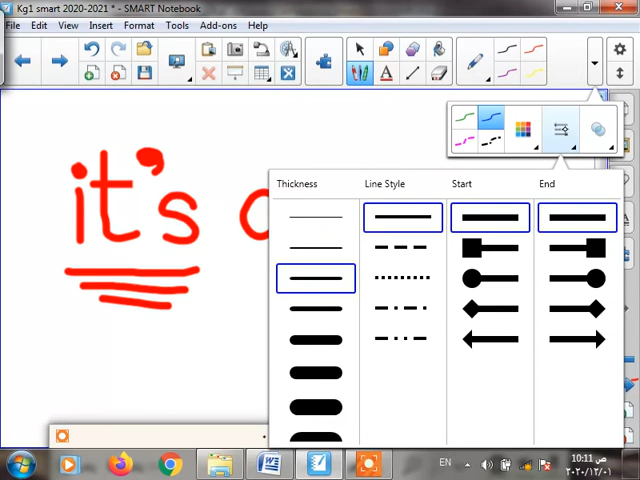 Kg1 smart 2020-2021 * - SMART Notebook
File Edit View Insert Format Tools Add-ons Help
it's
Thickness Line Style Start End
EN
10:11 ص
٢٠٢٠/١٢/٠١